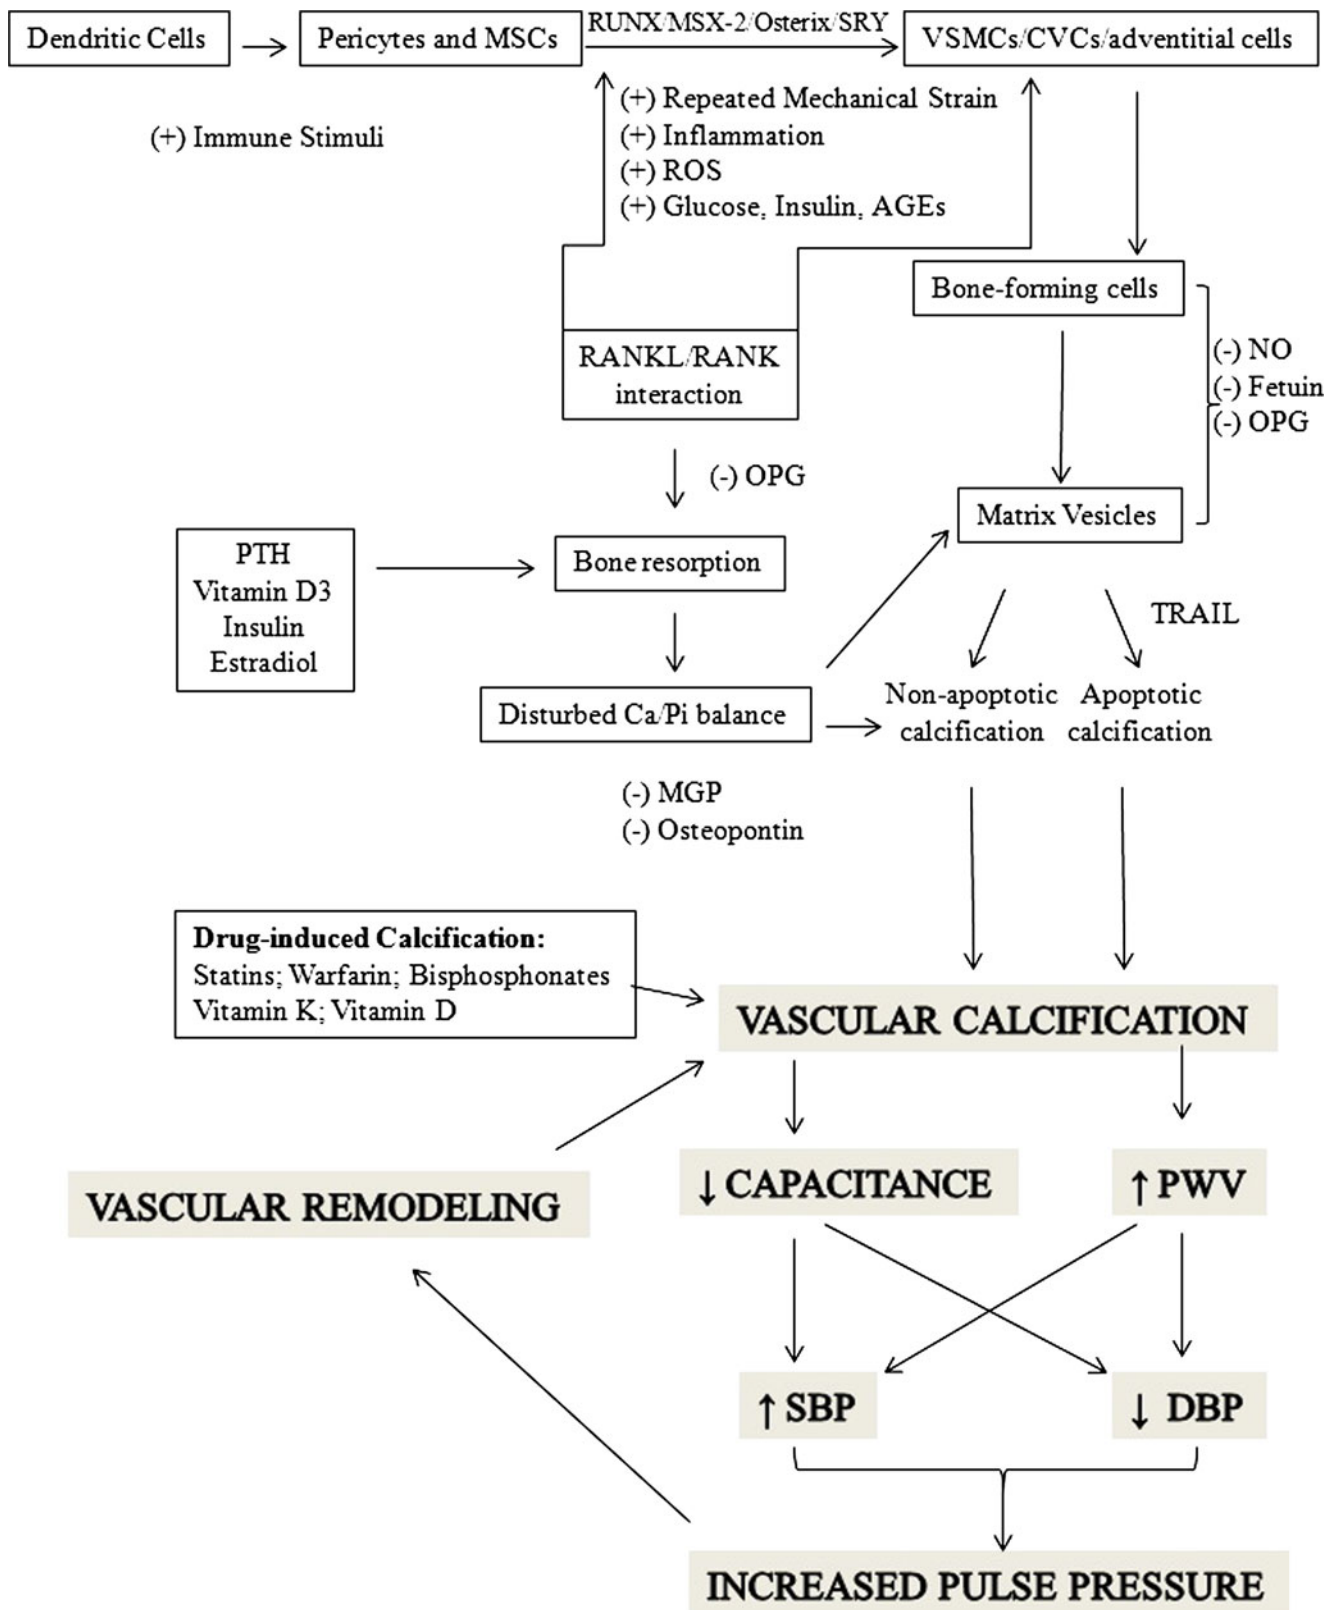 Dendritic Cells
Pericytes and MSCs
RUNX/MSX-2/Osterix/SRY
VSMCs/CVCs/adventitial cells
(+) Immune Stimuli
(+) Repeated Mechanical Strain
(+) Inflammation
(+) ROS
(+) Glucose, Insulin, AGEs
Bone-forming cells
RANKL/RANK
interaction
(-) NO
(-) Fetuin
(-) OPG
(-) OPG
Matrix Vesicles
PTH
Vitamin D3
Insulin
Estradiol
Bone resorption
TRAIL
Disturbed Ca/Pi balance
Non-apoptotic
calcification
Apoptotic
calcification
(-) MGP
(-) Osteopontin
Drug-induced Calcification:
Statins; Warfarin; Bisphosphonates
Vitamin K; Vitamin D
VASCULAR CALCIFICATION
↓ CAPACITANCE
↑ PWV
VASCULAR REMODELING
↑ SBP
↓ DBP
INCREASED PULSE PRESSURE